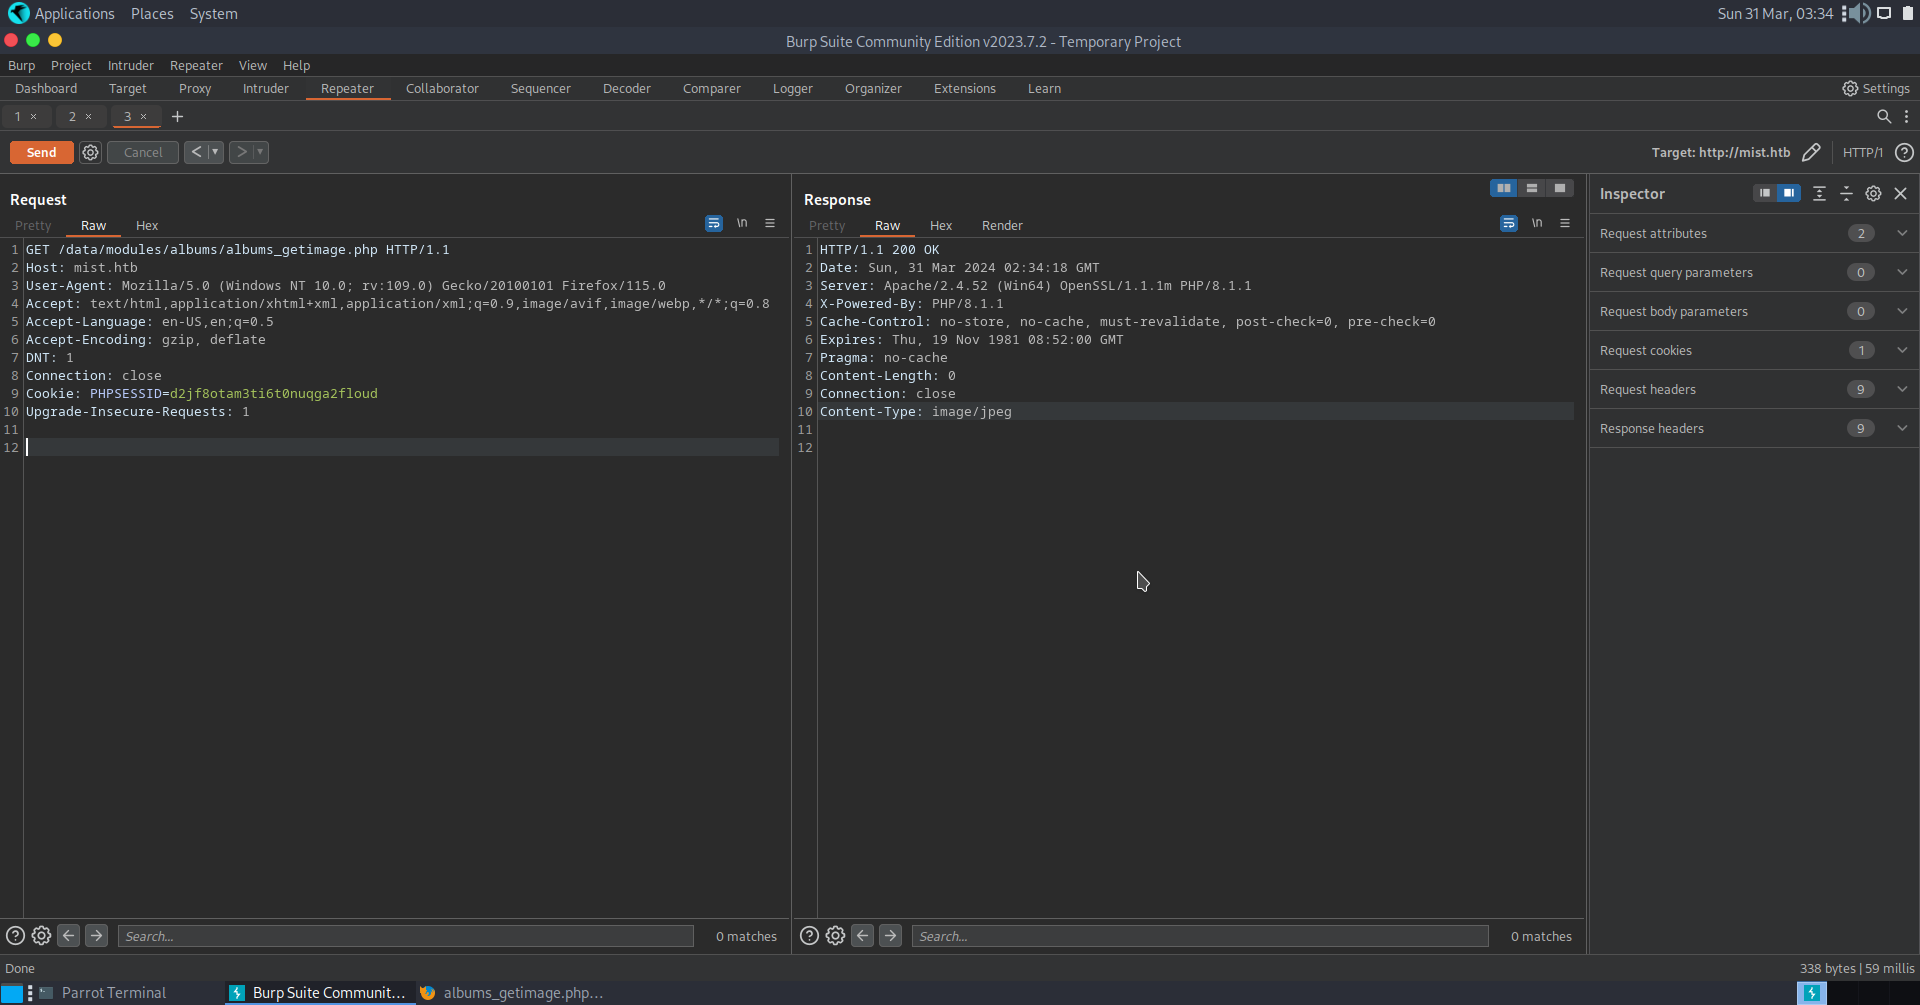 Applications Places System
Sun 31 Mar, 03:34
Burp Suite Community Edition v2023.7.2 - Temporary Project
Burp Project Intruder Repeater View Help
Dashboard Target Proxy Intruder Repeater Collaborator Sequencer Decoder Comparer Logger Organizer Extensions Learn
Settings
1 × 2 × 3 × +
Send Cancel < >
Target: http://mist.htb HTTP/1
Request
Pretty Raw Hex
\n
1 GET /data/modules/albums/albums_getimage.php HTTP/1.1
2 Host: mist.htb
3 User-Agent: Mozilla/5.0 (Windows NT 10.0; rv:109.0) Gecko/20100101 Firefox/115.0
4 Accept: text/html,application/xhtml+xml,application/xml;q=0.9,image/avif,image/webp,*/*;q=0.8
5 Accept-Language: en-US,en;q=0.5
6 Accept-Encoding: gzip, deflate
7 DNT: 1
8 Connection: close
9 Cookie: PHPSESSID=d2jf8otam3ti6t0nuqga2floud
10 Upgrade-Insecure-Requests: 1
11
12
Search...
0 matches
Response
Pretty Raw Hex Render
\n
1 HTTP/1.1 200 OK
2 Date: Sun, 31 Mar 2024 02:34:18 GMT
3 Server: Apache/2.4.52 (Win64) OpenSSL/1.1.1m PHP/8.1.1
4 X-Powered-By: PHP/8.1.1
5 Cache-Control: no-store, no-cache, must-revalidate, post-check=0, pre-check=0
6 Expires: Thu, 19 Nov 1981 08:52:00 GMT
7 Pragma: no-cache
8 Content-Length: 0
9 Connection: close
10 Content-Type: image/jpeg
11
12
Search...
0 matches
Inspector
Request attributes 2
Request query parameters 0
Request body parameters 0
Request cookies 1
Request headers 9
Response headers 9
Done
338 bytes | 59 millis
Parrot Terminal
Burp Suite Communit...
albums_getimage.php...